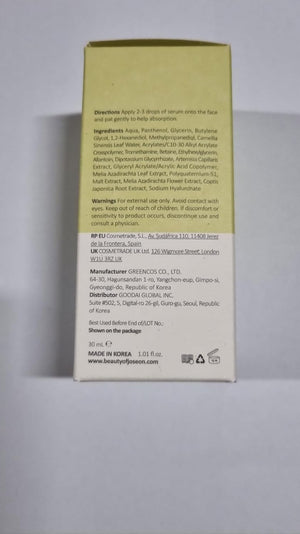 Directions Apply 2-3 drops of serum onto the face
and pat gently to help absorption.
Ingredients Aqua, Panthenol, Glycerin, Butylene
Glycol, 1,2-Hexanediol, Methylpropanediol, Camellia
Sinensis Leaf Water, Acrylates/C10-30 Alkyl Acrylate
Crosspolymer, Tromethamine, Betaine, Ethylhexylglycerin,
Allantoin, Dipotassium Glycyrrhizate, Artemisia Capillaris
Extract, Glyceryl Acrylate/Acrylic Acid Copolymer,
Melia Azadirachta Leaf Extract, Polyquaternium-51,
Malt Extract, Melia Azadirachta Flower Extract, Coptis
Japonica Root Extract, Sodium Hyaluronate
Warnings For external use only. Avoid contact with
eyes. Keep out of reach of children. If discomfort or
sensitivity to product occurs, discontinue use and
consult a physician.
RP EU Cosmetrade, S.L., Av. Sudáfrica 110, 11408 Jerez
de la Frontera, Spain
UK COSMETRADE UK Ltd. 126 Wigmore Street, London
W1U 3RZ UK
Manufacturer GREENCOS CO., LTD.
64-30, Hagunsandan 1-ro, Yangchon-eup, Gimpo-si,
Gyeonggi-do, Republic of Korea
Distributor GOODAI GLOBAL INC.
Suite #502, 5, Digital-ro 26-gil, Guro-gu, Seoul, Republic
of Korea
Best Used Before End of/LOT No.:
Shown on the package
30 mL ℮
MADE IN KOREA 1.01 fl.oz.
www.beautyofjoseon.com